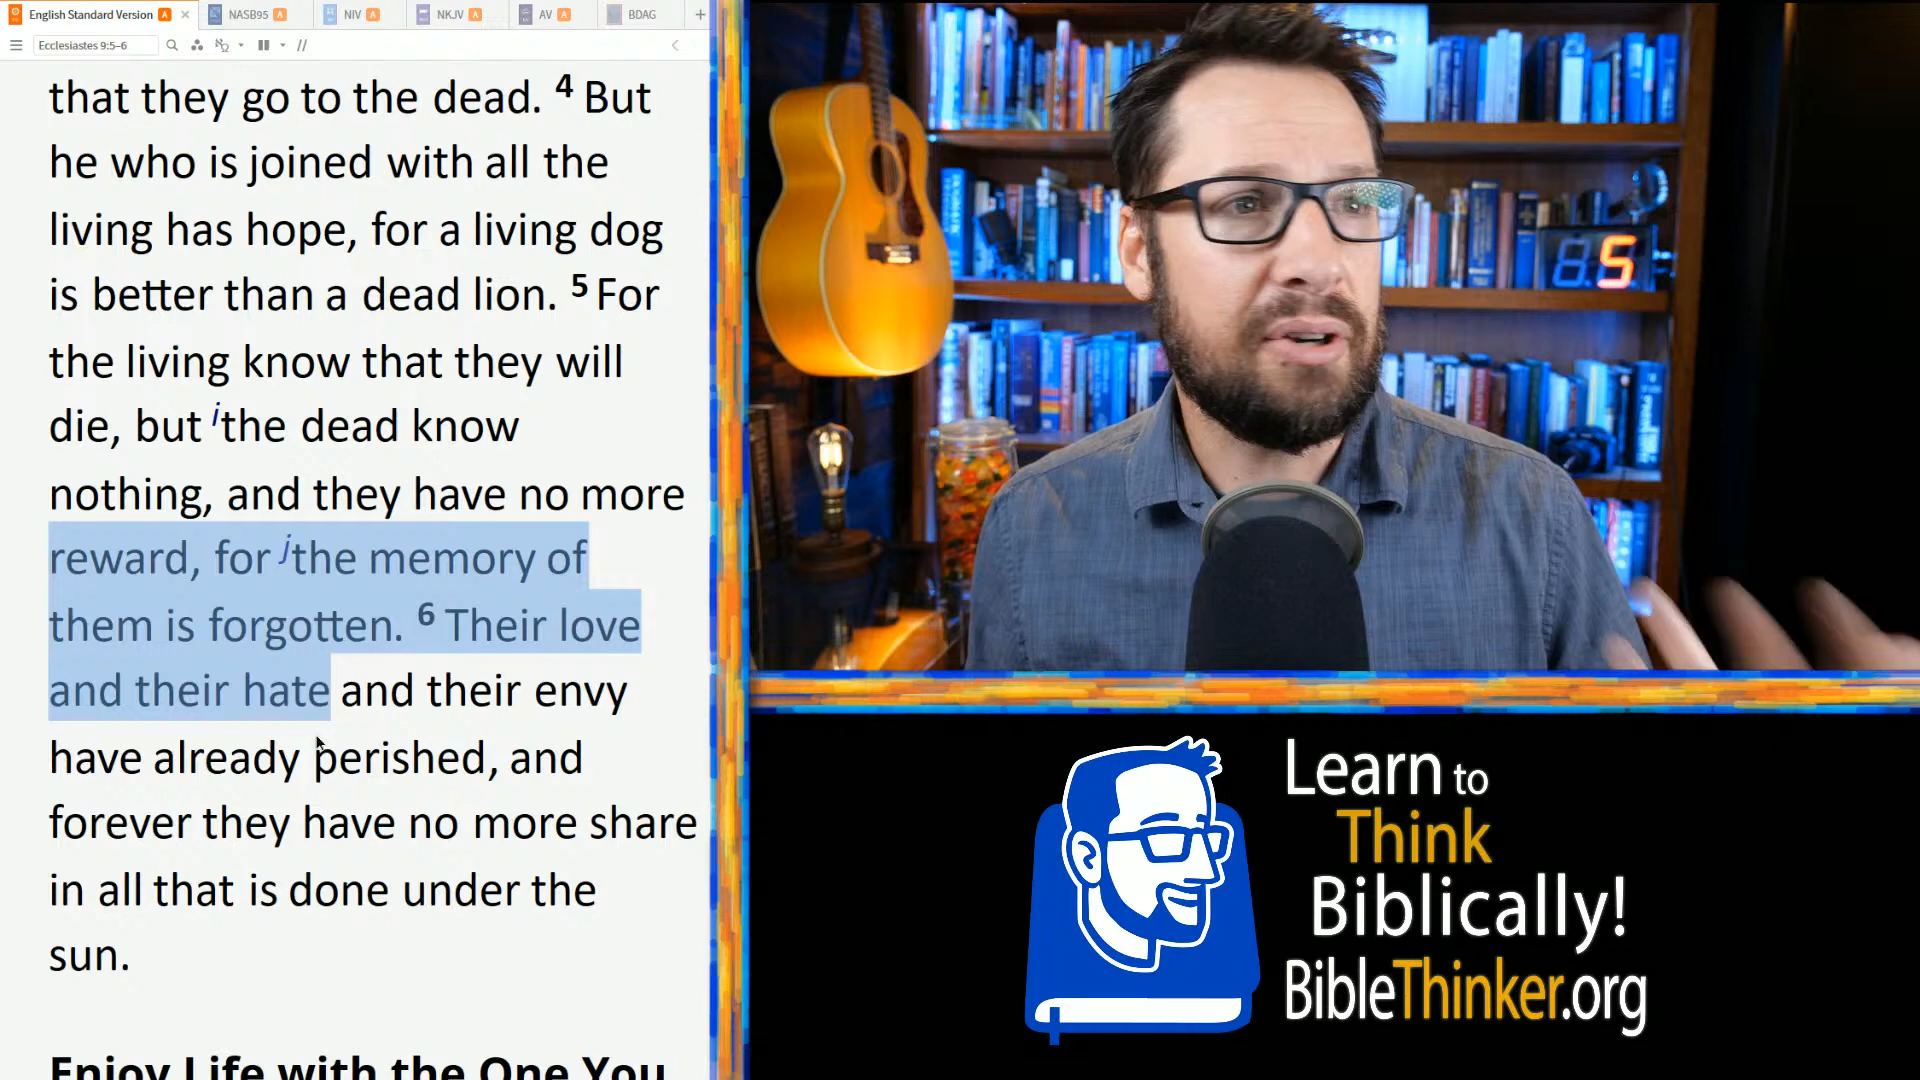 English Standard Version A
NASB95 A
NIV A
NKJV A
AV A
BDAG
Ecclesiastes 9:5–6
that they go to the dead. 4 But
he who is joined with all the
living has hope, for a living dog
is better than a dead lion. 5 For
the living know that they will
die, but i the dead know
nothing, and they have no more
reward, for j the memory of
them is forgotten. 6 Their love
and their hate and their envy
have already perished, and
forever they have no more share
in all that is done under the
sun.
Enjoy Life with the One You
5
Learn to
Think
Biblically!
BibleThinker.org